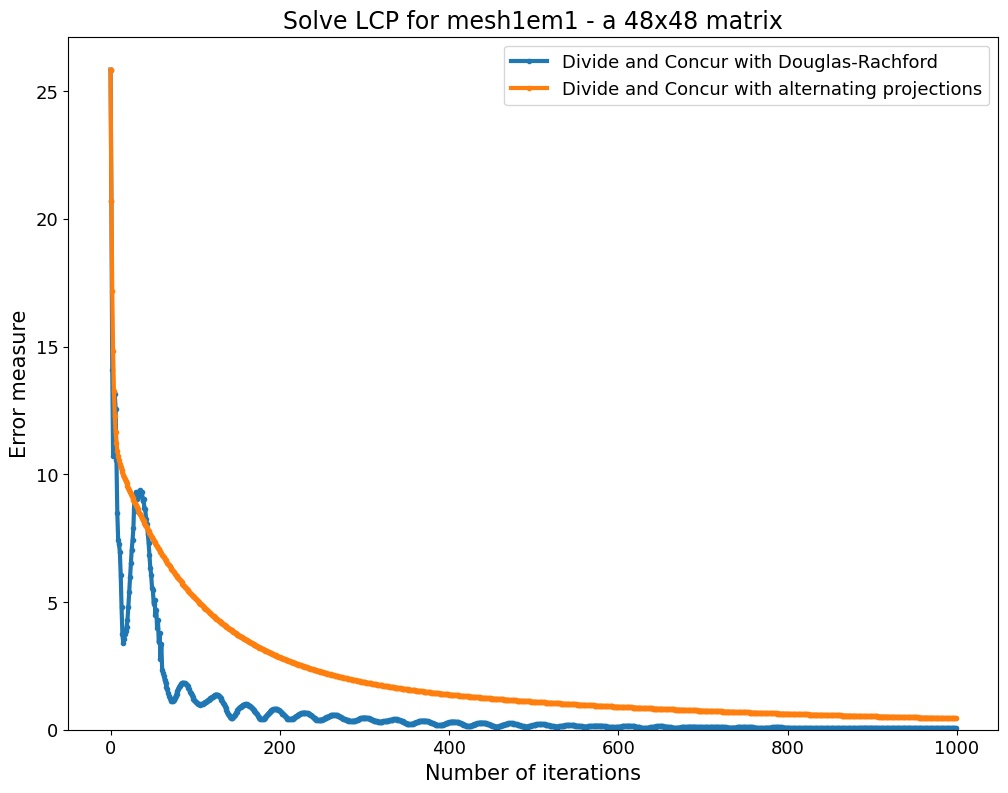 Solve LCP for mesh1em1 - a 48x48 matrix
Divide and Concur with Douglas-Rachford
Divide and Concur with alternating projections
Error measure
25
20
15
10
5
0
0 200 400 600 800 1000
Number of iterations